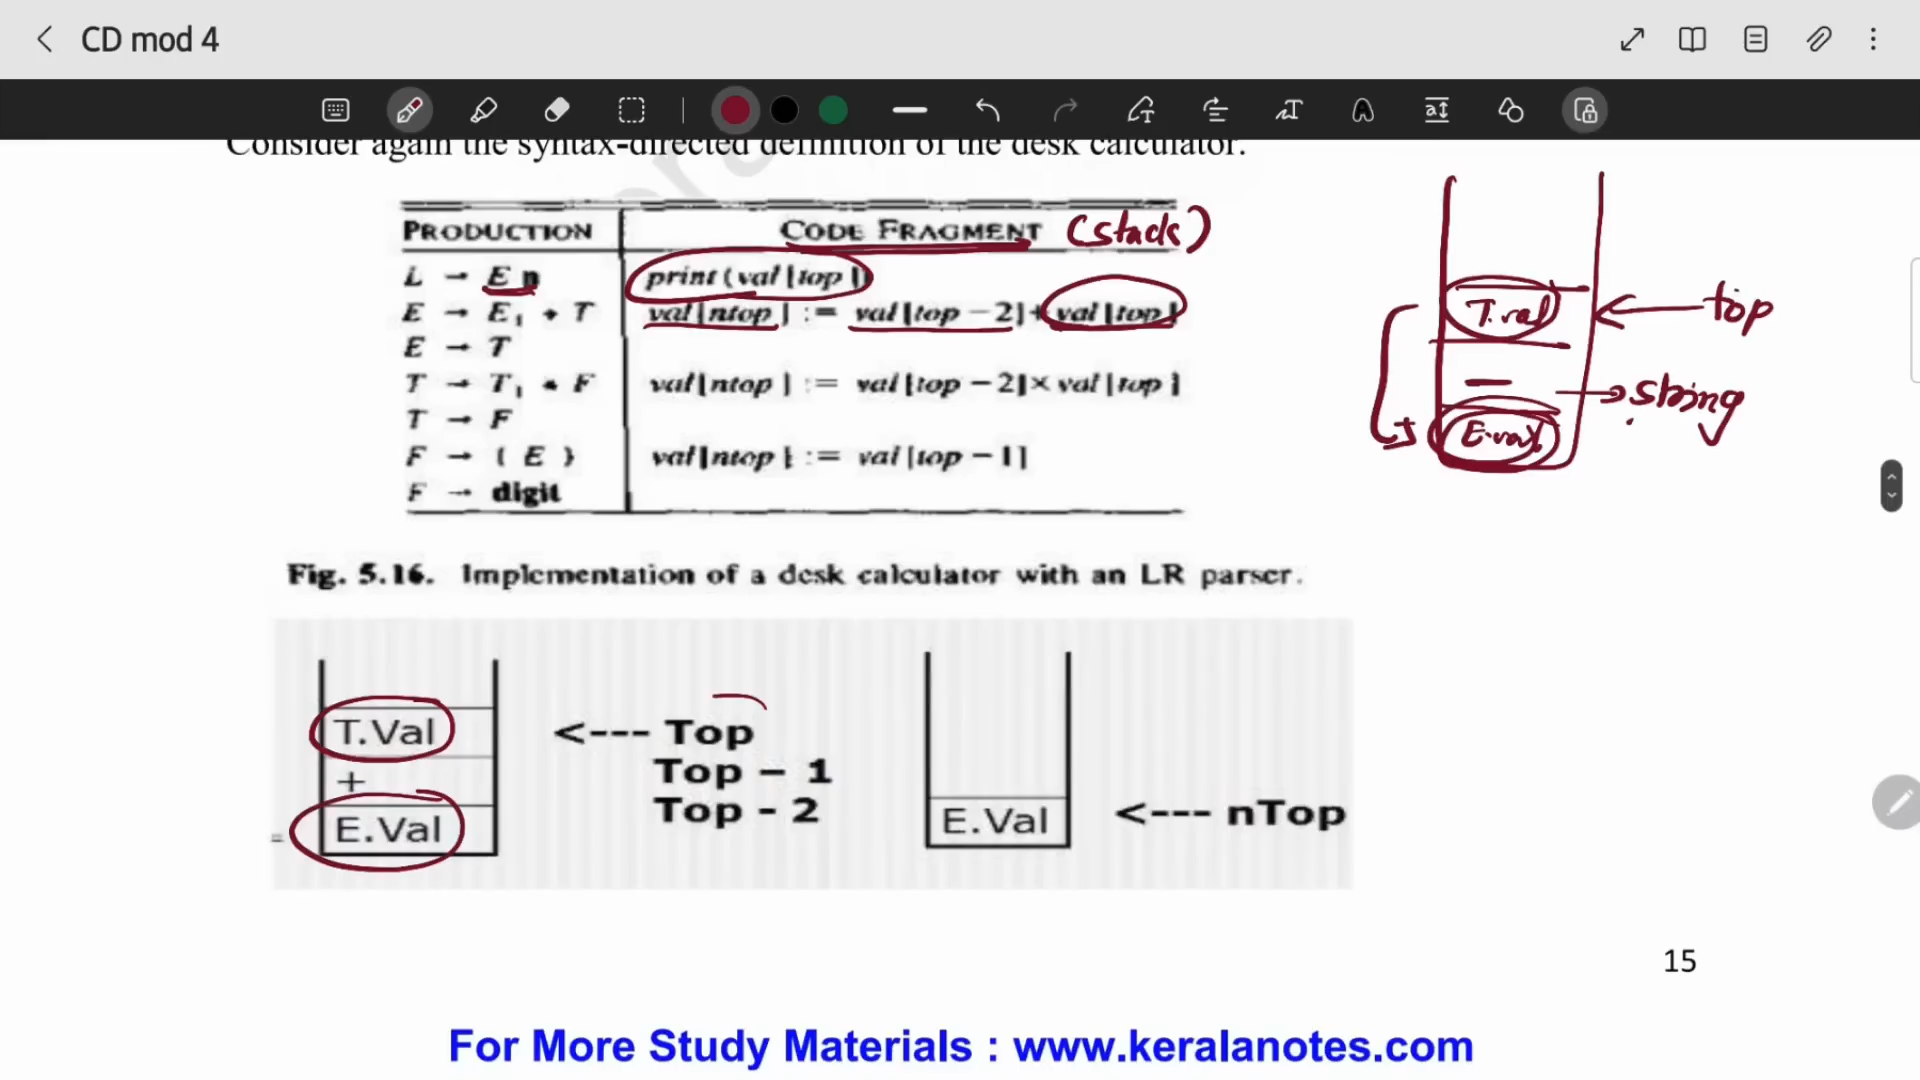 CD mod 4
Consider again the syntax-directed definition of the desk calculator.
PRODUCTION CODE FRAGMENT (stack)
L → E n print (val [top])
E → E1 + T val[ntop] := val[top - 2] + val[top]
E → T
T → T1 * F val[ntop] := val[top - 2] × val[top]
T → F
F → ( E ) val[ntop] := val[top - 1]
F → digit
T.val
top
string
E.val
Fig. 5.16. Implementation of a desk calculator with an LR parser.
T.Val <--- Top
+ Top - 1
E.Val Top - 2
=
E.Val <--- nTop
15
For More Study Materials : www.keralanotes.com